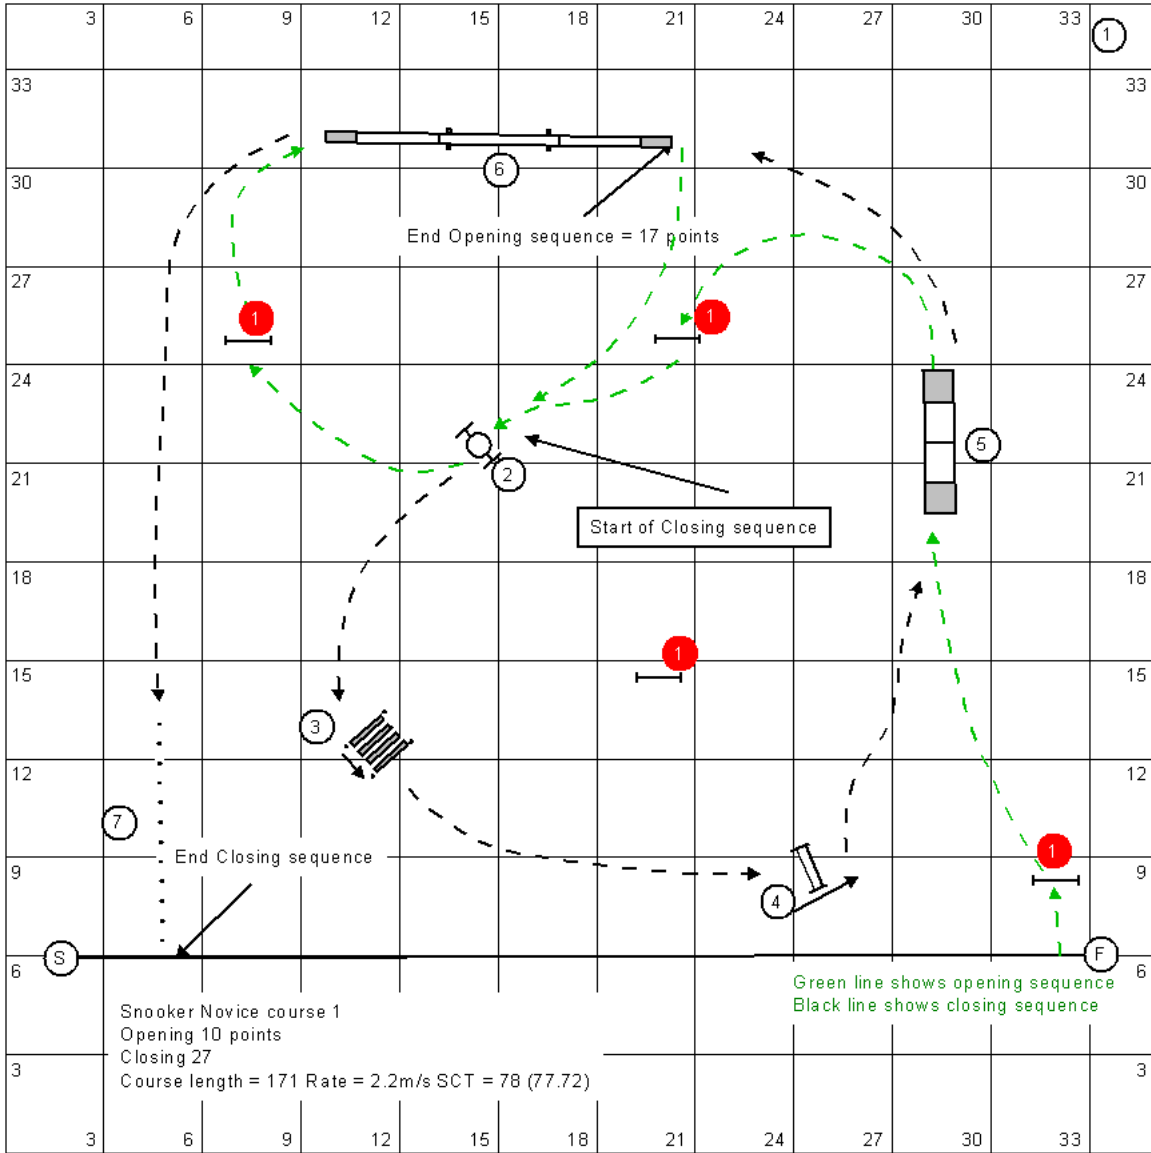 3 6 9 12 15 18 21 24 27 30 33
1
33 33
6
30 30
End Opening sequence = 17 points
27 27
1 1
24 24
5
2
21 21
Start of Closing sequence
18 18
1
15 15
3
12 12
7
1
End Closing sequence
9 9
4
S F
6 6
Green line shows opening sequence
Black line shows closing sequence
Snooker Novice course 1
Opening 10 points
Closing 27
3 3
Course length = 171 Rate = 2.2m/s SCT = 78 (77.72)
3 6 9 12 15 18 21 24 27 30 33